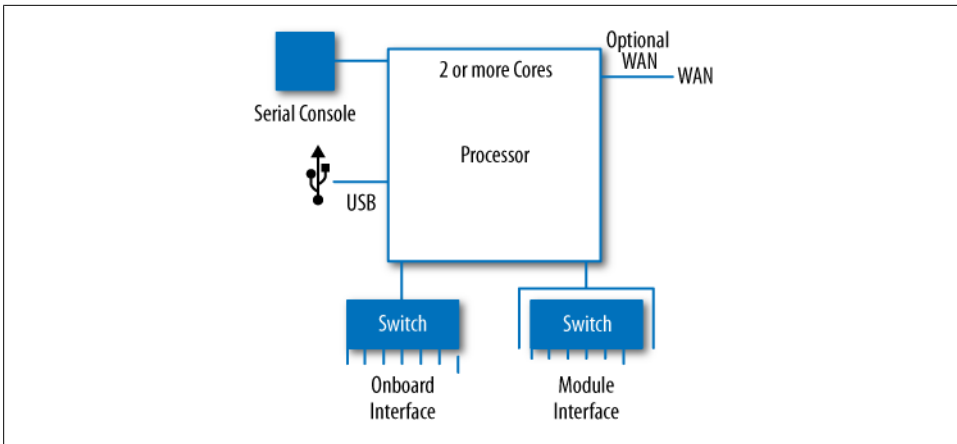 Optional
WAN
2 or more Cores
WAN
Serial Console
Processor
USB
Switch
Switch
Onboard
Interface
Module
Interface